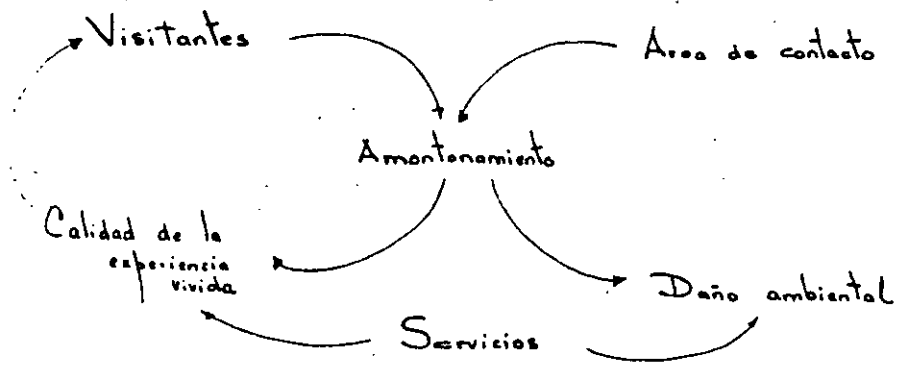 Visitantes
Area de contacto
Amontonamiento
Calidad de la
experiencia
vivida
Daño ambiental
Servicios